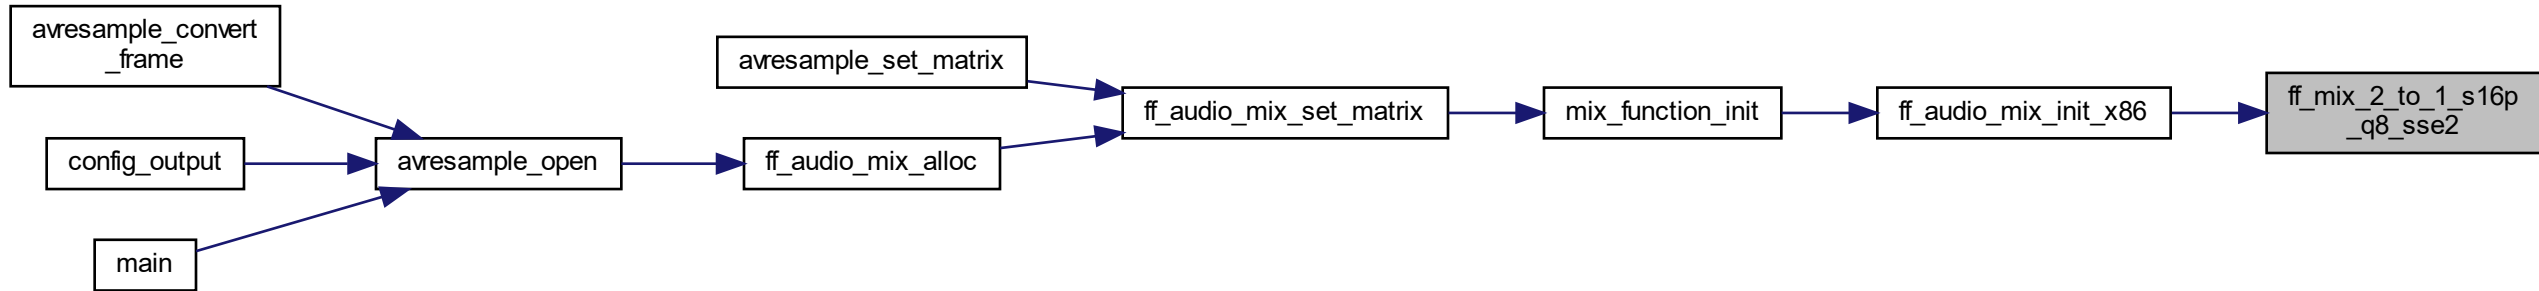 avresample_convert
_frame
config_output
main
avresample_open
avresample_set_matrix
ff_audio_mix_alloc
ff_audio_mix_set_matrix
mix_function_init
ff_audio_mix_init_x86
ff_mix_2_to_1_s16p
_q8_sse2